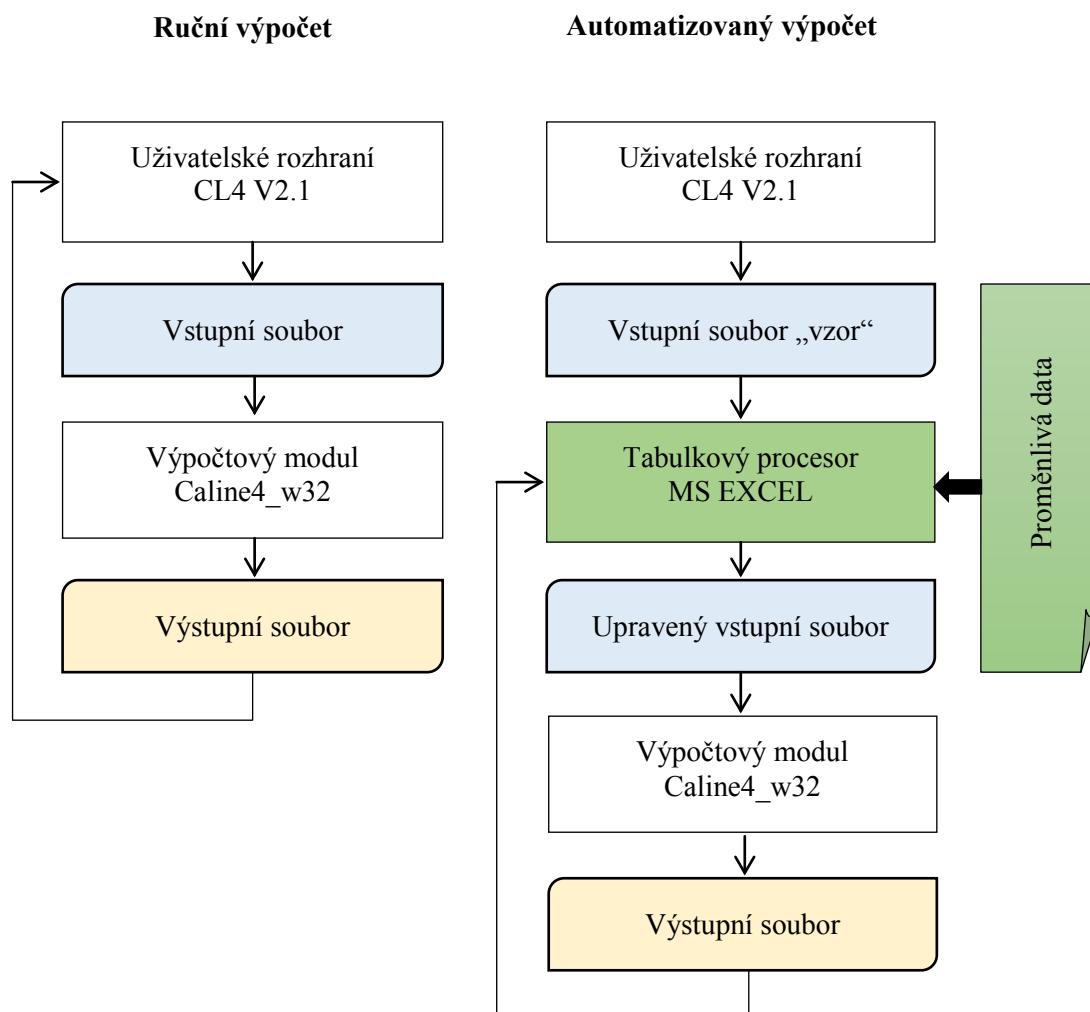 Ruční výpočet
Uživatelské rozhraní
CL4 V2.1
Vstupní soubor
Výpočtový modul
Caline4_w32
Výstupní soubor
Automatizovaný výpočet
Uživatelské rozhraní
CL4 V2.1
Vstupní soubor „vzor“
Tabulkový procesor
MS EXCEL
Upravený vstupní soubor
Výpočtový modul
Caline4_w32
Výstupní soubor
Proměnlivá data